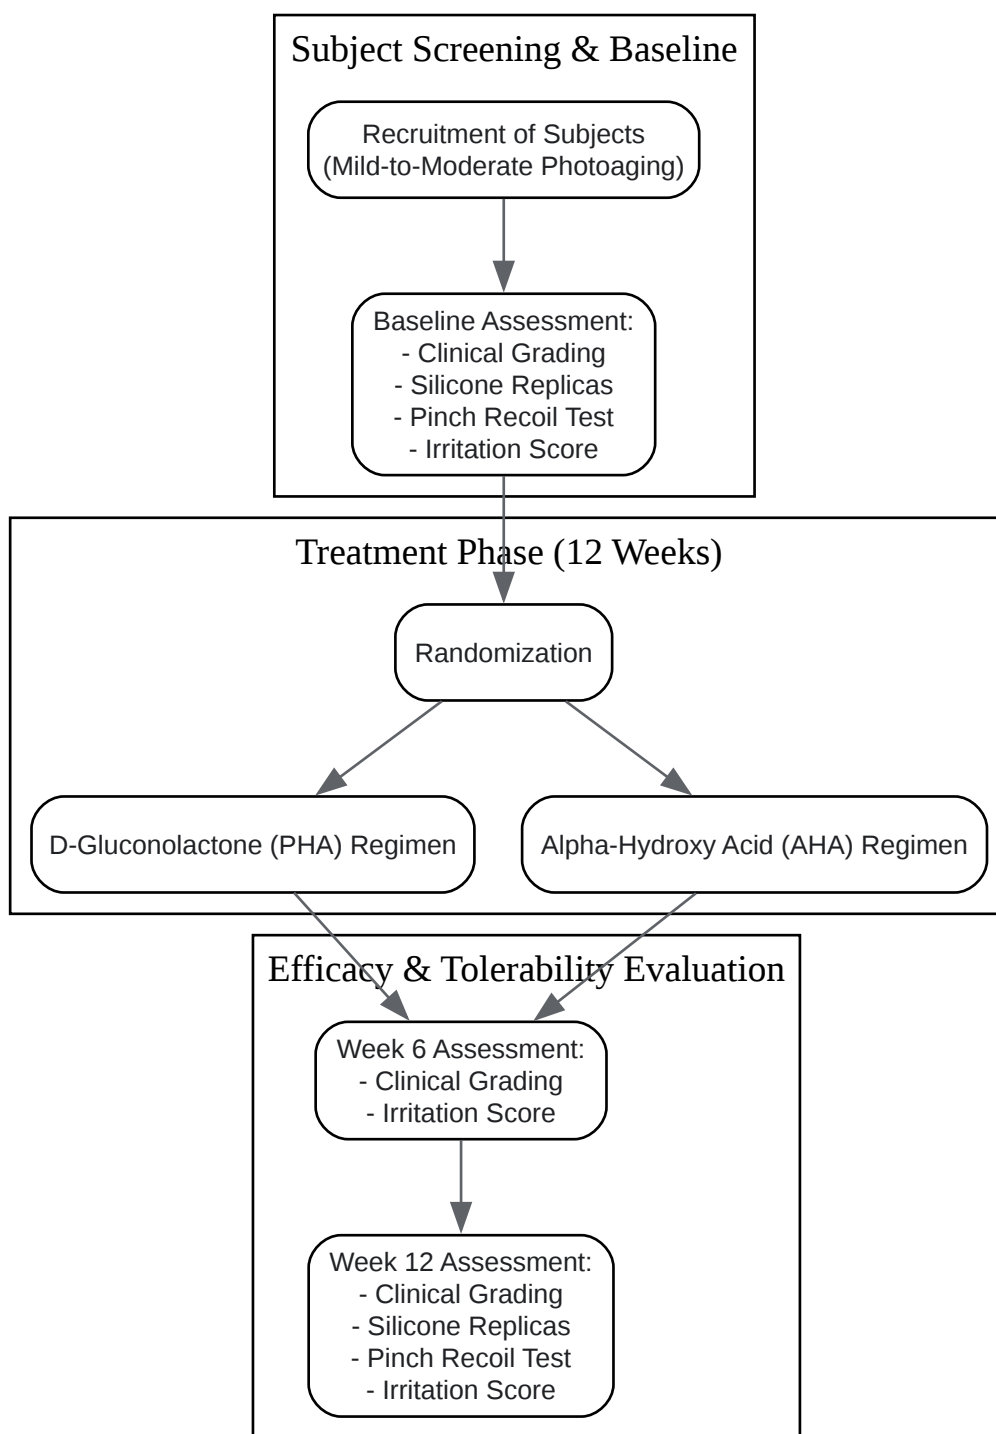 Subject Screening & Baseline
Recruitment of Subjects
(Mild-to-Moderate Photoaging)
Baseline Assessment:
- Clinical Grading
- Silicone Replicas
- Pinch Recoil Test
- Irritation Score
Treatment Phase (12 Weeks)
Randomization
D-Gluconolactone (PHA) Regimen
Alpha-Hydroxy Acid (AHA) Regimen
Efficacy & Tolerability Evaluation
Week 6 Assessment:
- Clinical Grading
- Irritation Score
Week 12 Assessment:
- Clinical Grading
- Silicone Replicas
- Pinch Recoil Test
- Irritation Score